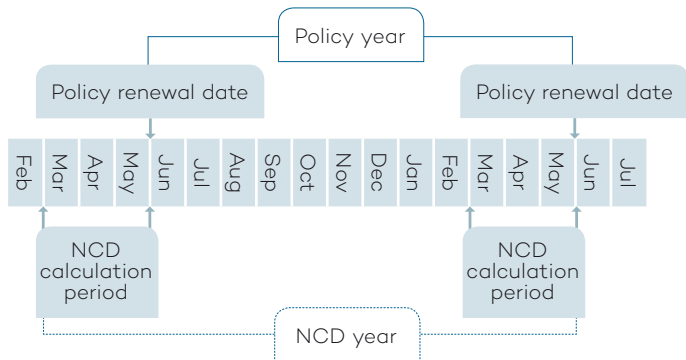 Policy year
Policy renewal date
Policy renewal date
Feb
Mar
Apr
May
Jun
Jul
Aug
Sep
Oct
Nov
Dec
Jan
Feb
Mar
Apr
May
Jun
Jul
NCD
calculation
period
NCD
calculation
period
NCD year